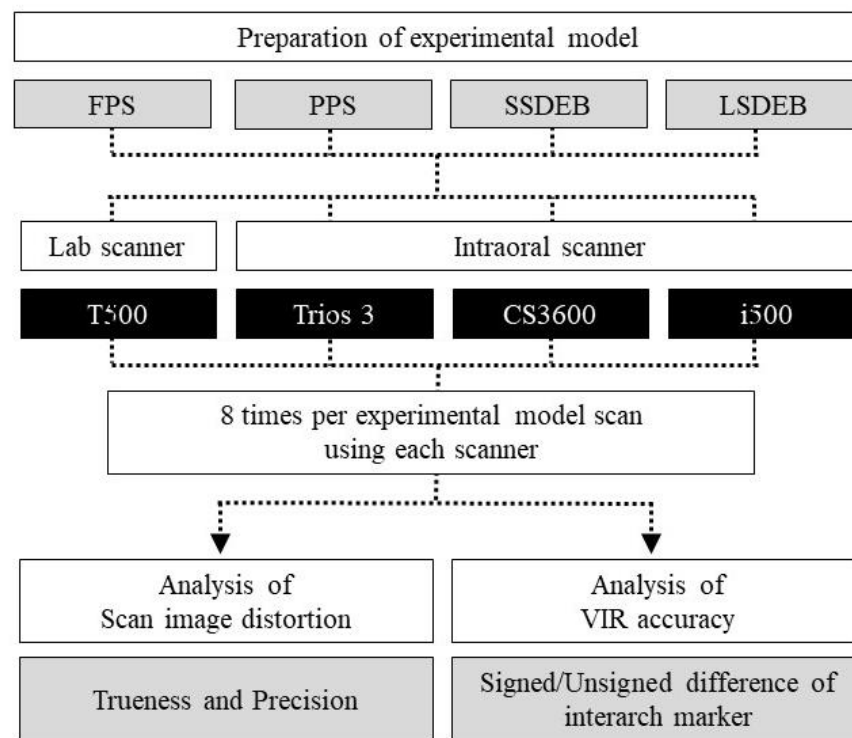 Preparation of experimental model
FPS
PPS
SSDEB
LSDEB
Lab scanner
Intraoral scanner
T500
Trios 3
CS3600
i500
8 times per experimental model scan
using each scanner
Analysis of
Scan image distortion
Analysis of
VIR accuracy
Trueness and Precision
Signed/Unsigned difference of
interarch marker